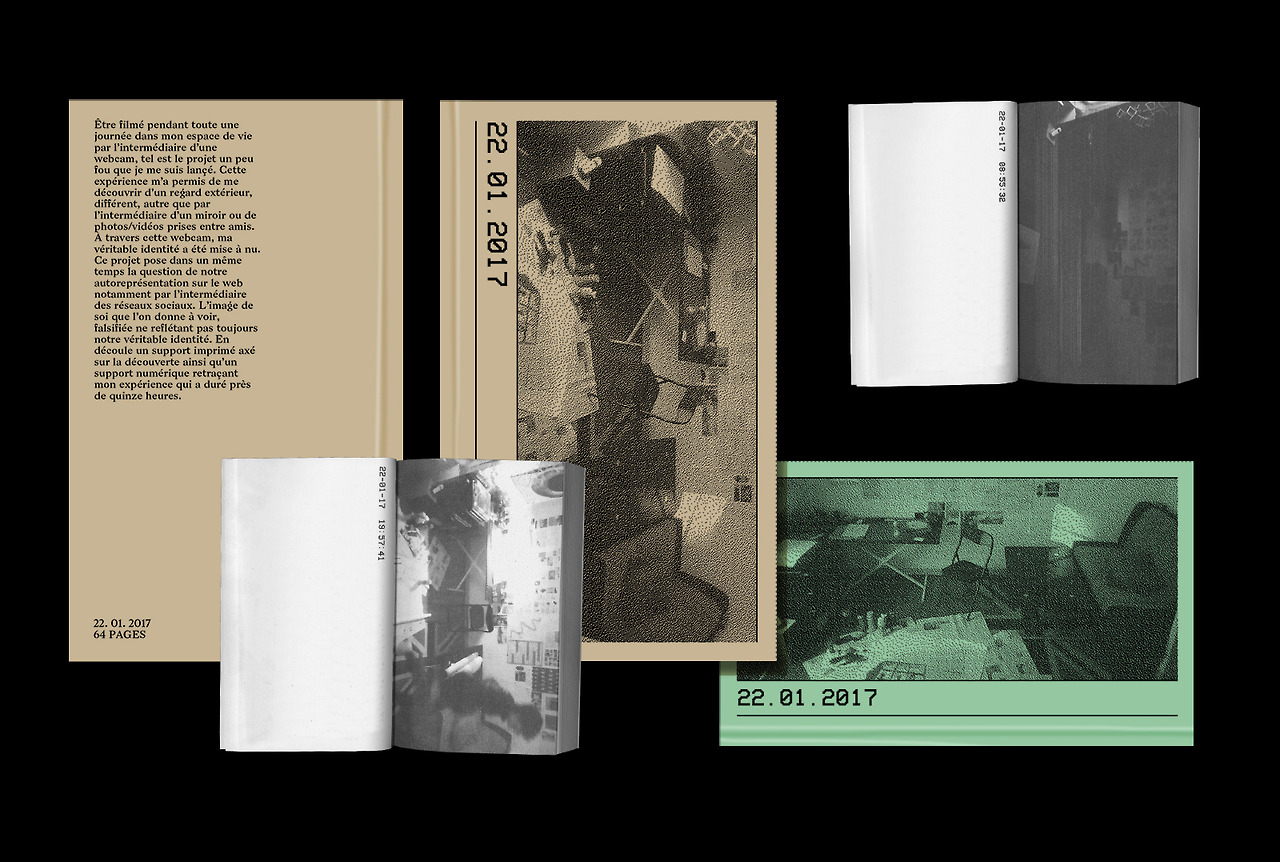 Être filmé pendant toute une
journée dans mon espace de vie
par l'intermédiaire d'une
webcam, tel est le projet un peu
fou que je me suis lançé. Cette
expérience m'a permis de me
découvrir d'un regard extérieur,
différent, autre que par
l'intermédiaire d'un miroir ou de
photos/vidéos prises entre amis.
À travers cette webcam, ma
véritable identité a été mise à nu.
Ce projet pose dans un même
temps la question de notre
autoreprésentation sur le web
notamment par l'intermédiaire
des réseaux sociaux. L'image de
soi que l'on donne à voir,
falsifiée ne reflétant pas toujours
notre véritable identité. En
découle un support imprimé axé
sur la découverte ainsi qu'un
support numérique retraçant
mon expérience qui a duré près
de quinze heures.
22. 01. 2017
64 PAGES
22.01.2017
22-01-17 08:55:32
22-01-17 19:57:41
22.01.2017